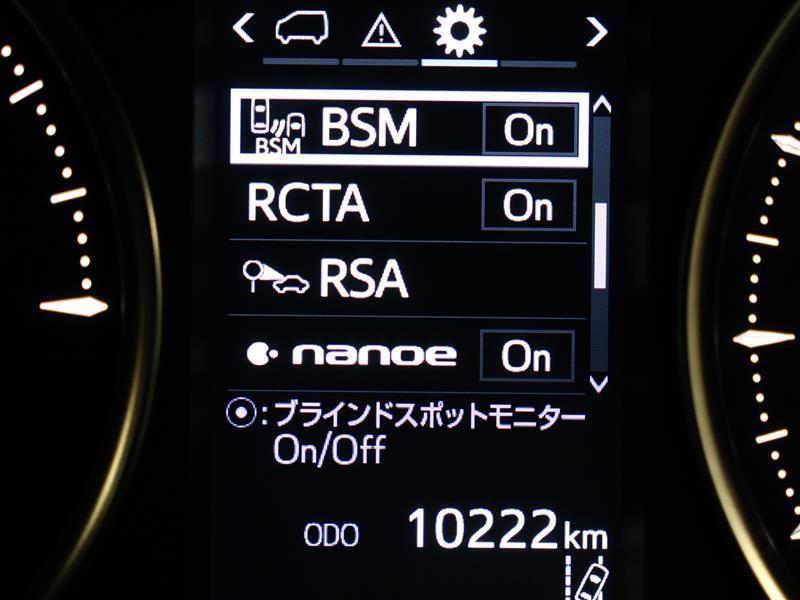 BSM BSM On
RCTA On
RSA
nanoe On
:ブラインドスポットモニター
On/Off
ODO 10222km